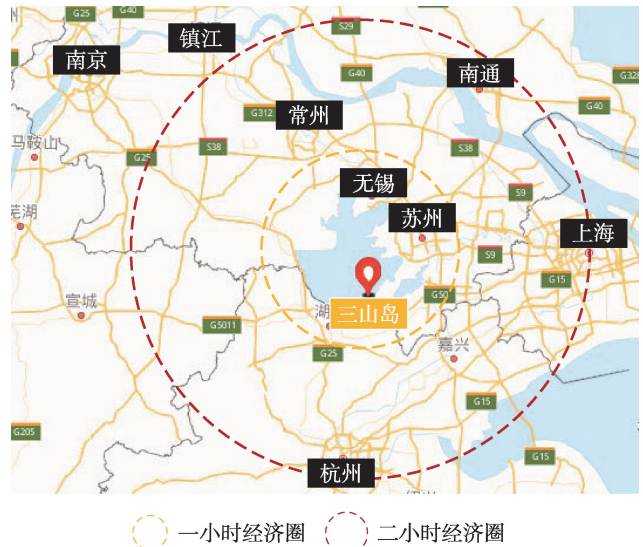 G25
G40
镇江
S29
南京
G40
南通
G328
G40
G312
常州
马鞍山
G25
S38
S38
无锡
S9
芜湖
苏州
上海
S9
G15
G50
宣城
三山岛
湖
G5011
G25
嘉兴
G15
G205
G15
杭州
一小时经济圈
二小时经济圈